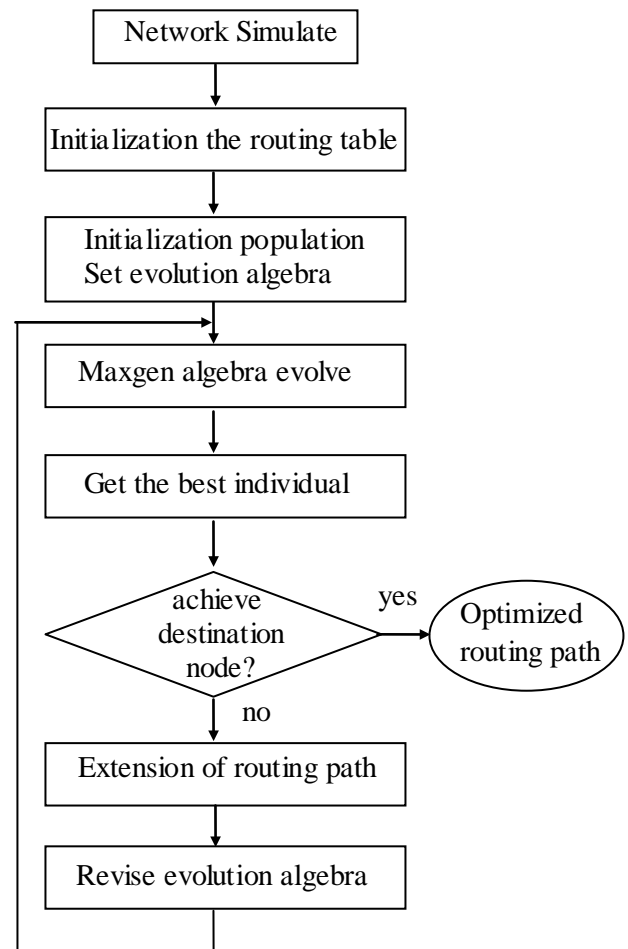 Network Simulate
Initialization the routing table
Initialization population
Set evolution algebra
Maxgen algebra evolve
Get the best individual
achieve
destination
node?
yes
Optimized
routing path
no
Extension of routing path
Revise evolution algebra